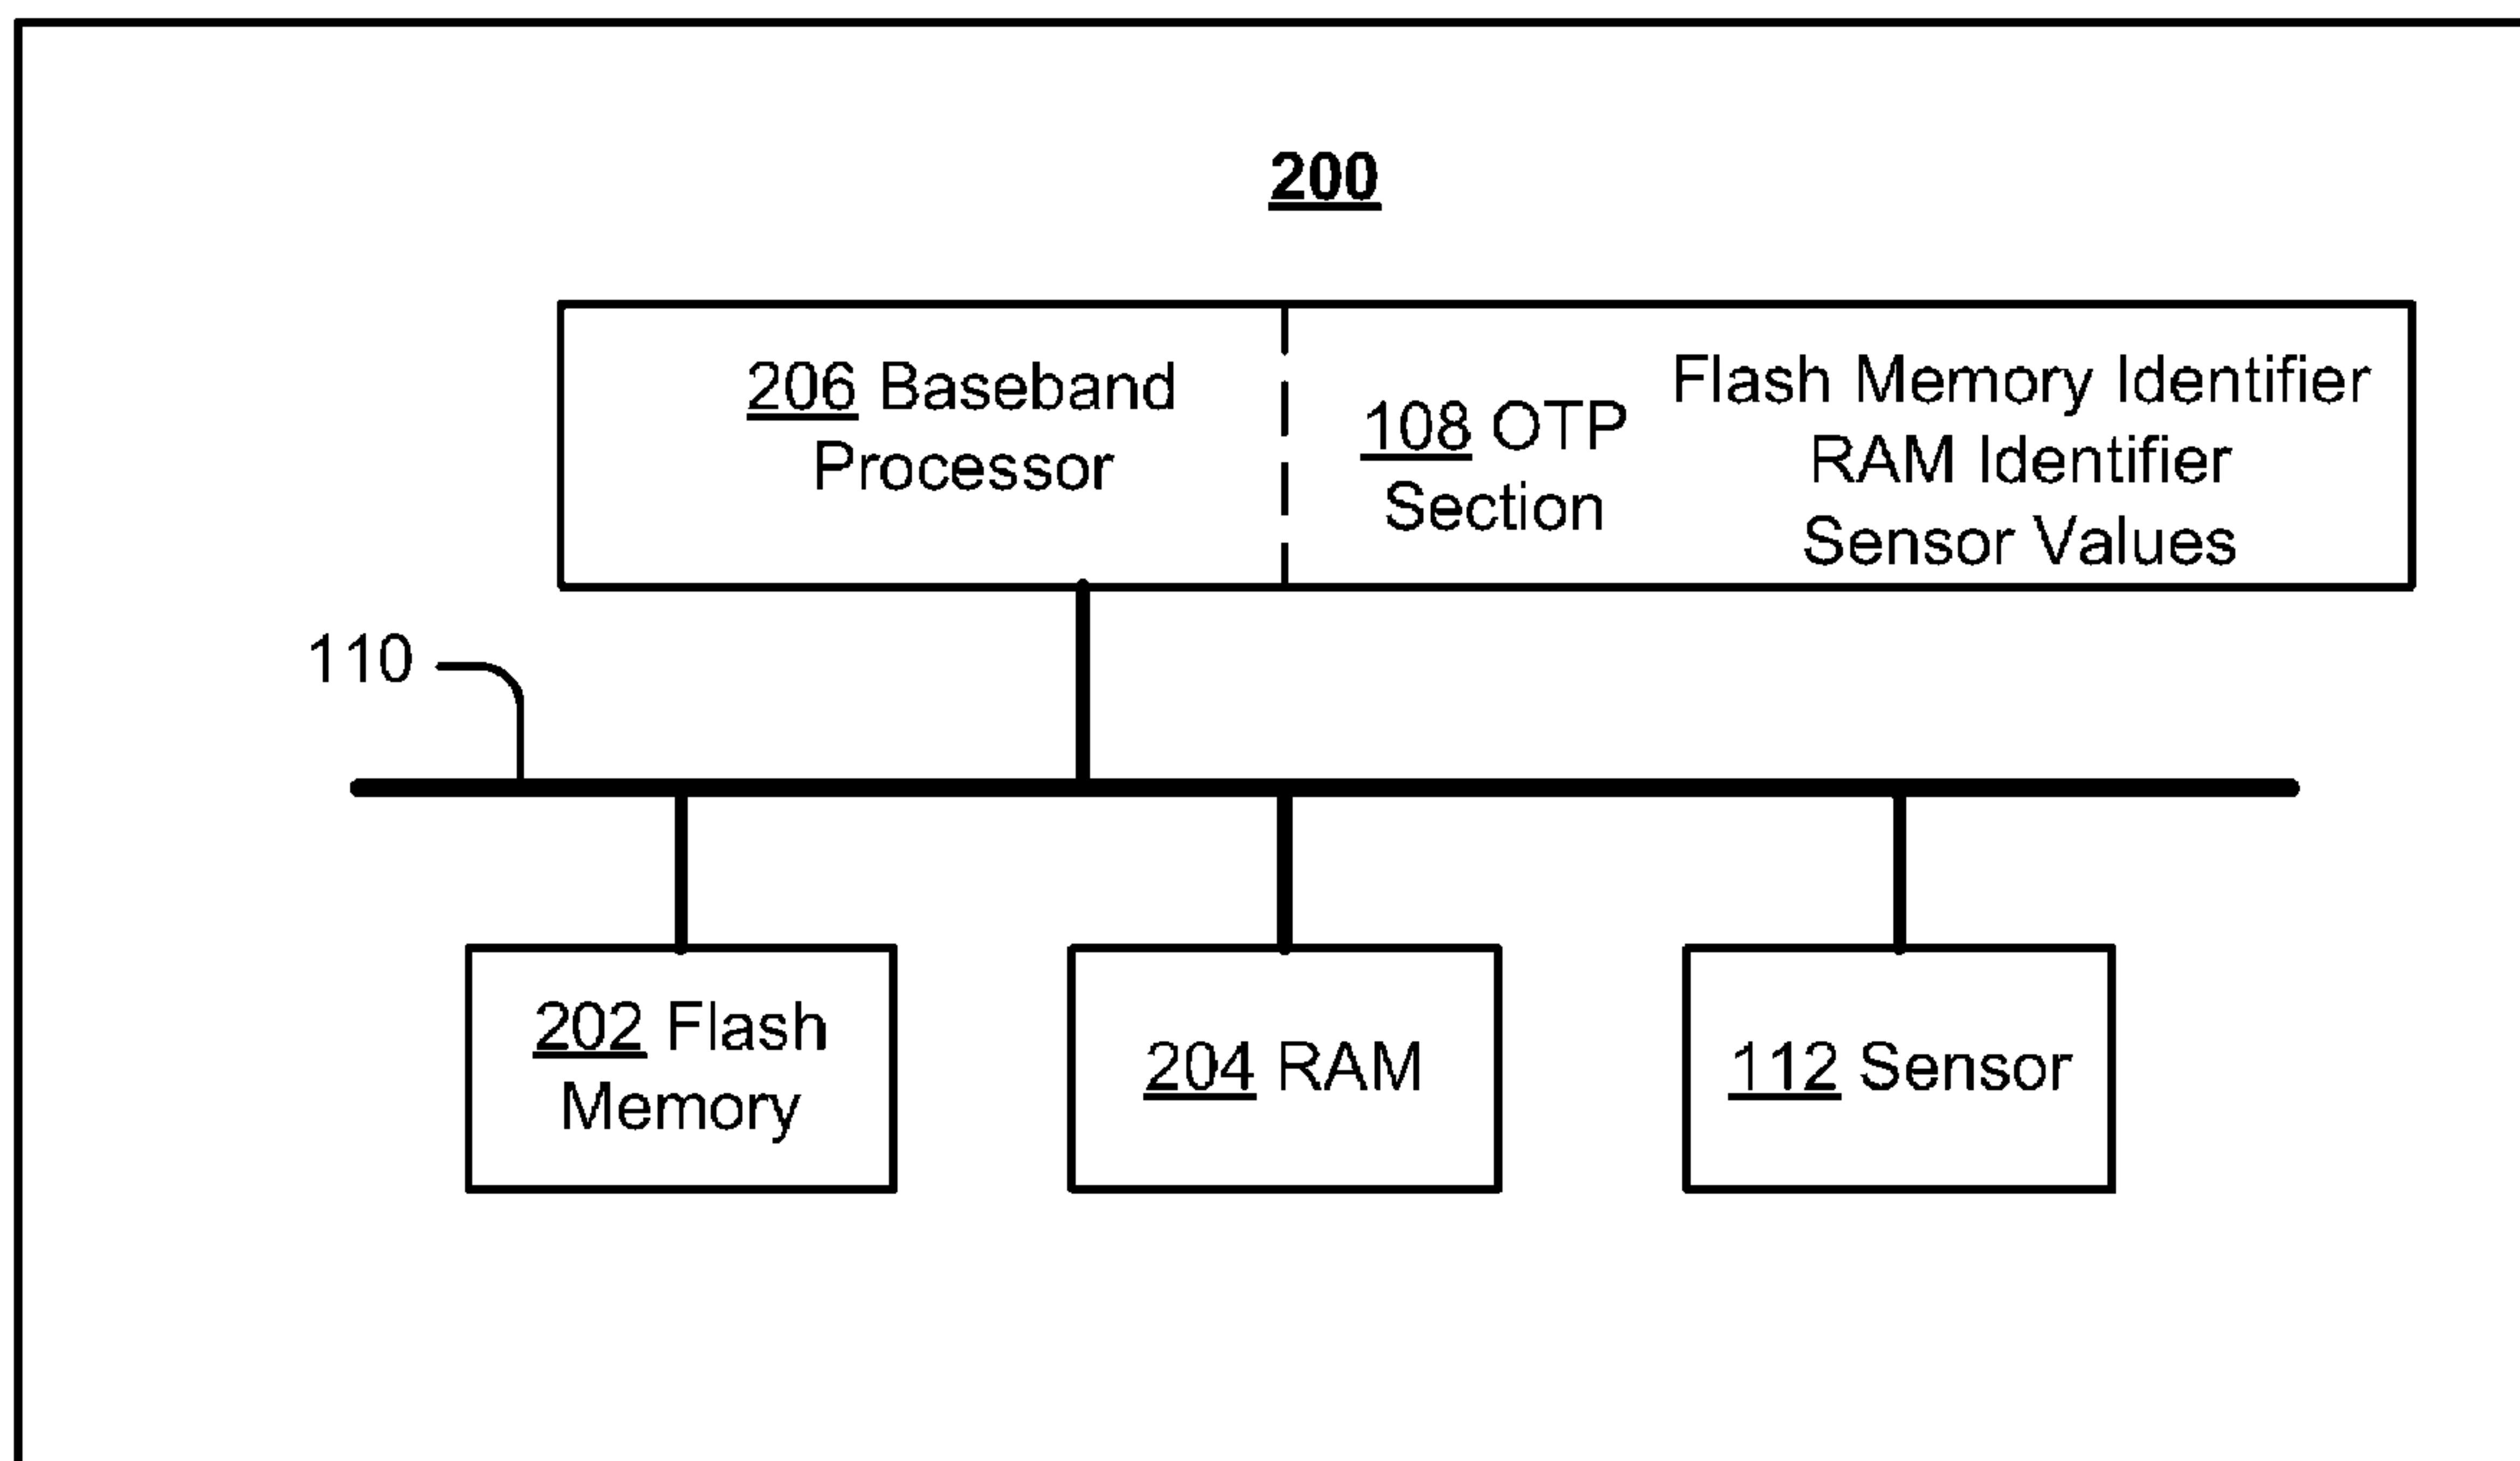 200
206 Baseband
Processor
108 OTP
Section
Flash Memory Identifier
RAM Identifier
Sensor Values
110
202 Flash
Memory
204 RAM
112 Sensor